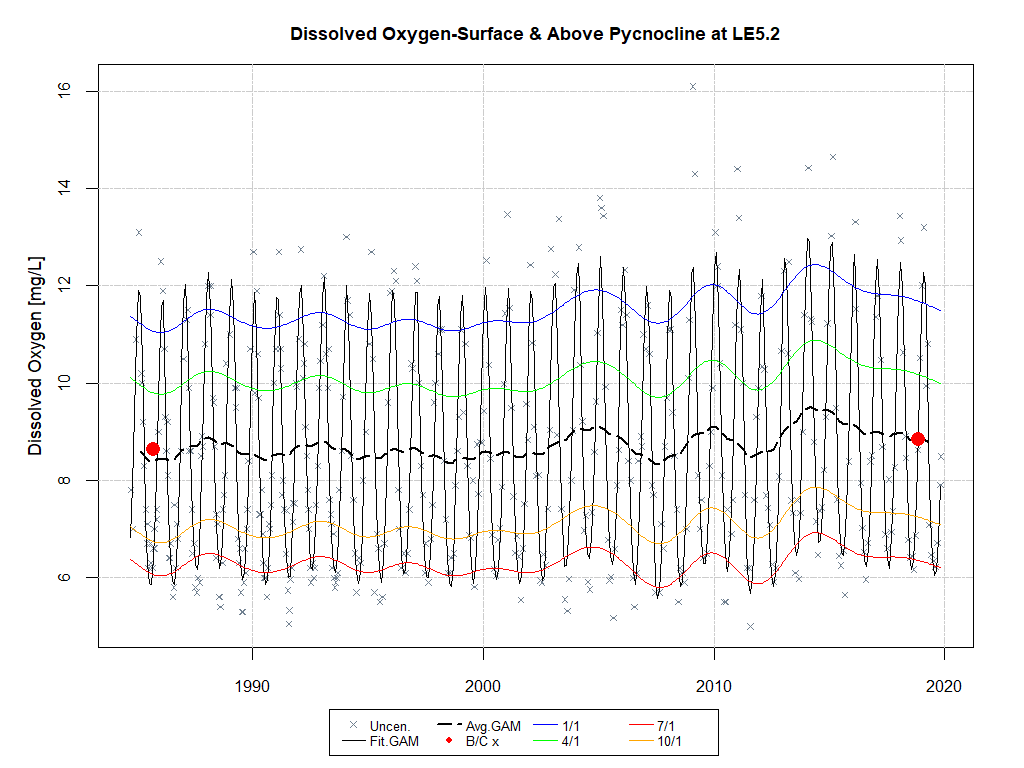 Dissolved Oxygen-Surface & Above Pycnocline at LE5.2
Dissolved Oxygen [mg/L]
16
14
12
10
8
6
1990 2000 2010 2020
Uncen. Avg.GAM 1/1 7/1
Fit.GAM B/C x 4/1 10/1